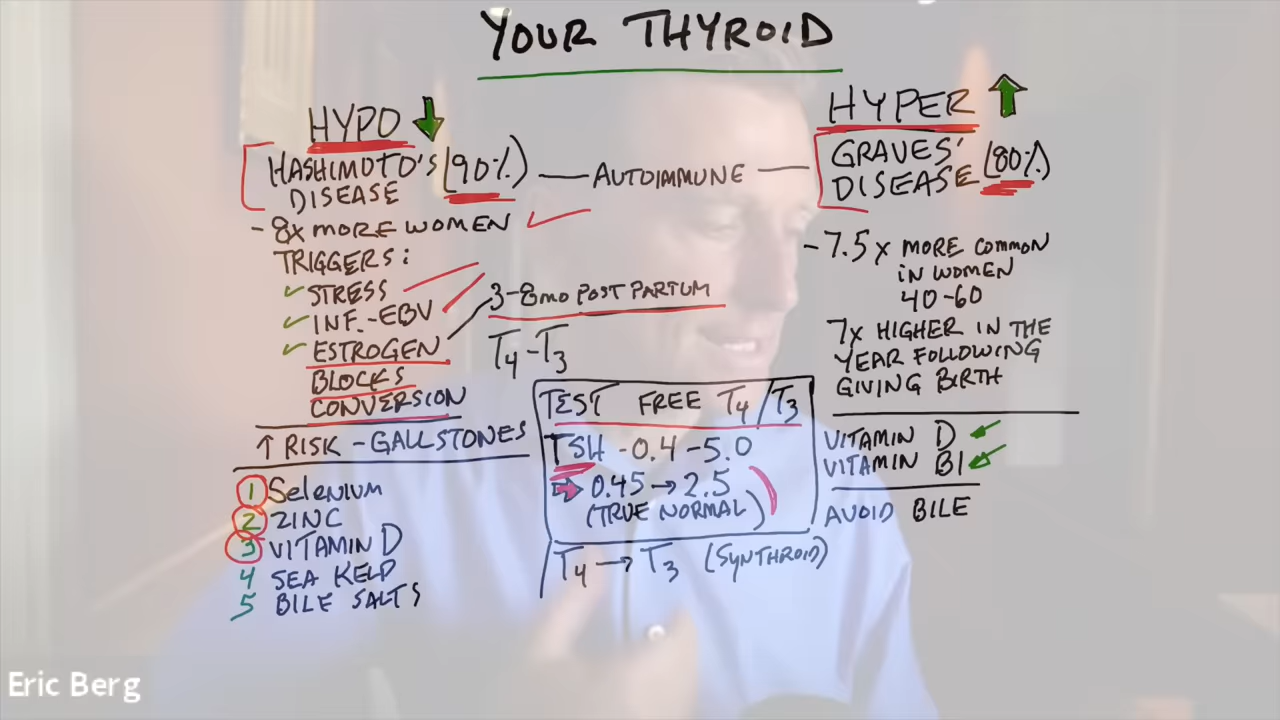 YOUR THYROID
HYPO
HASHIMOTO'S (90%)
DISEASE
- 8X MORE WOMEN
TRIGGERS:
STRESS
INF.-EBV
ESTROGEN
BLOCKS
CONVERSION
↑ RISK - GALLSTONES
1 SELENIUM
2 ZINC
3 VITAMIN D
4 SEA KELP
5 BILE SALTS
AUTOIMMUNE
3-8MO POST PARTUM
T4-T3
TEST FREE T4/T3
TSH -0.4-5.0
0.45→2.5
(TRUE NORMAL)
T4→T3 (SYNTHROID)
HYPER
GRAVES' (80%)
DISEASE
-7.5X MORE COMMON
IN WOMEN
40-60
7X HIGHER IN THE
YEAR FOLLOWING
GIVING BIRTH
VITAMIN D
VITAMIN B1
AVOID BILE
Eric Berg